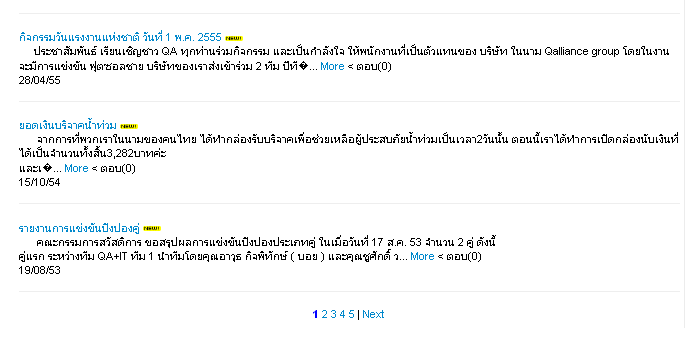 กิจกรรมวันแรงงานแห่งชาติ วันที่ 1 พ.ค. 2555 NEW!
ประชาสัมพันธ์ เรียนเชิญชาว QA ทุกท่านร่วมกิจกรรม และเป็นกำลังใจ ให้พนักงานที่เป็นตัวแทนของ บริษัท ในนาม Qalliance group โดยในงาน
จะมีการแข่งขัน ฟุตซอลชาย บริษัทของเราส่งเข้าร่วม 2 ทีม ปีที�... More < ตอบ(0)
28/04/55
ยอดเงินบริจาคน้ำท่วม NEW!
จากการที่พวกเราในนามของคนไทย ได้ทำกล่องรับบริจาคเพื่อช่วยเหลือผู้ประสบภัยน้ำท่วมเป็นเวลา2วันนั้น ตอนนี้เราได้ทำการเปิดกล่องนับเงินที่
ได้เป็นจำนวนทั้งสิ้น3,282บาทค่ะ
และเ�... More < ตอบ(0)
15/10/54
รายงานการแข่งขันปิงปองคู่ NEW!
คณะกรรมการสวัสดิการ ขอสรุปผลการแข่งขันปิงปองประเภทคู่ ในเมื่อวันที่ 17 ส.ค. 53 จำนวน 2 คู่ ดังนี้
คู่แรก ระหว่างทีม QA+IT ทีม 1 นำทีมโดยคุณอาวุธ กิจพิทักษ์ ( บอย ) และคุณชูศักดิ์ ว... More < ตอบ(0)
19/08/53
1 2 3 4 5 | Next